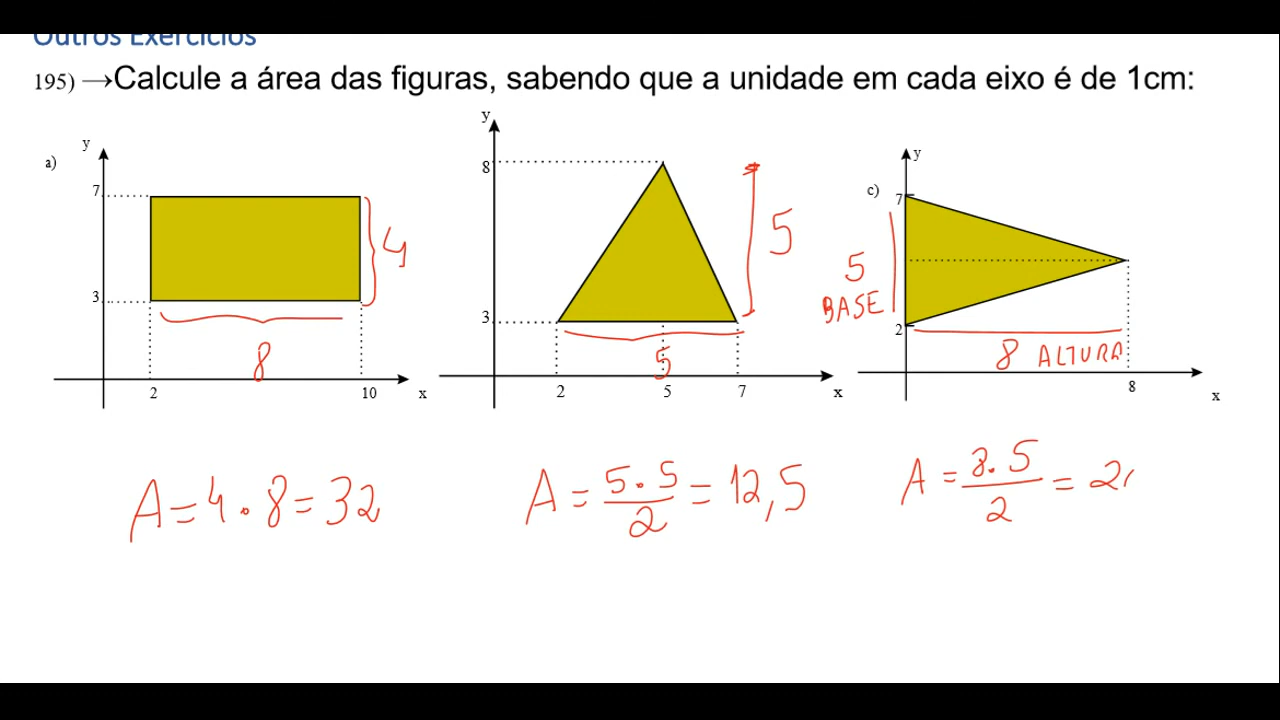 Outros Exercícios
195) →Calcule a área das figuras, sabendo que a unidade em cada eixo é de 1cm:
a)
y
7
3
4
8
2
10
x
A = 4 . 8 = 32
y
8
3
5
5
2
5
7
x
A = 5 . 5 / 2 = 12,5
c)
y
7
5
BASE
2
8 ALTURA
8
x
A = 8 . 5 / 2 = 2